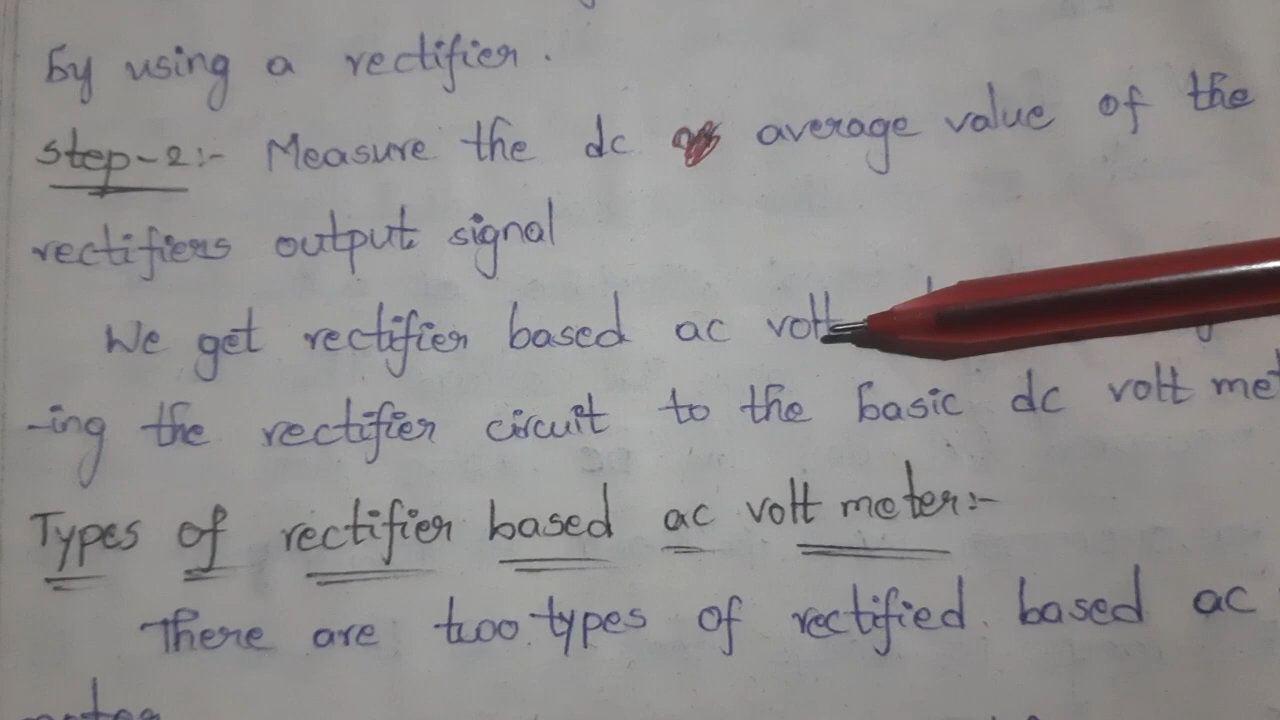 by using a rectifier.
Step-2:- Measure the dc average value of the
rectifiers output signal
We get rectifier based ac volt
-ing the rectifier circuit to the basic dc volt met
Types of rectifier based ac volt meter:-
There are two types of rectified. based ac